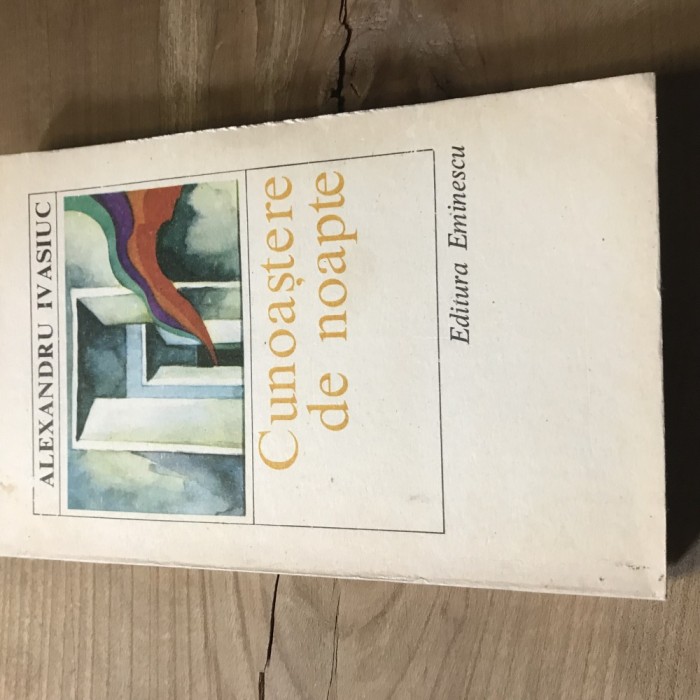 ALEXANDRU IVASIUC
Cunoaștere
de noapte
Editura Eminescu